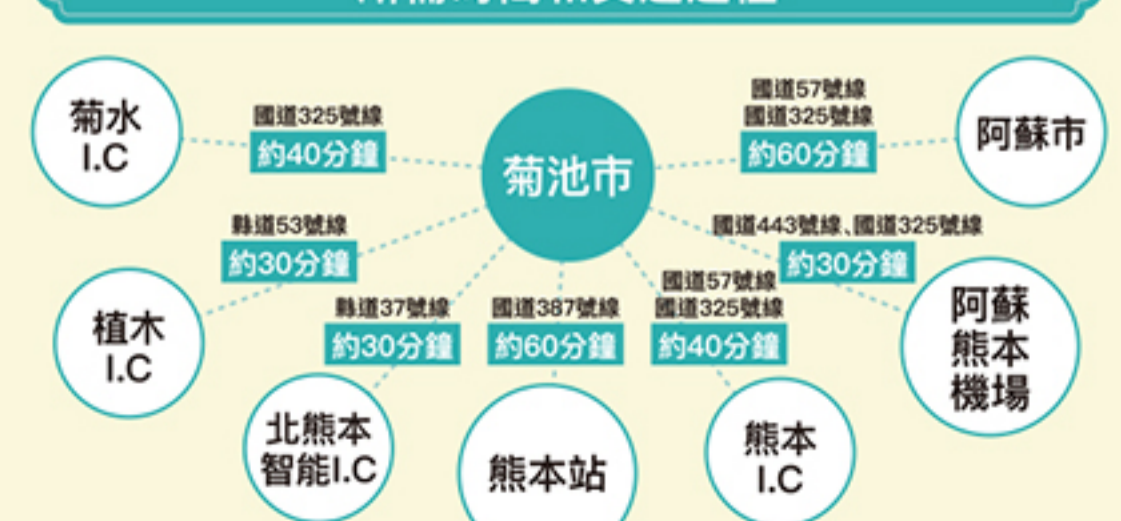 菊水
I.C
國道325號線
約40分鐘
菊池市
國道57號線
國道325號線
約60分鐘
阿蘇市
縣道53號線
約30分鐘
植木
I.C
國道443號線、國道325號線
約30分鐘
阿蘇
熊本
機場
縣道37號線
約30分鐘
北熊本
智能I.C
國道387號線
約60分鐘
熊本站
國道57號線
國道325號線
約40分鐘
熊本
I.C